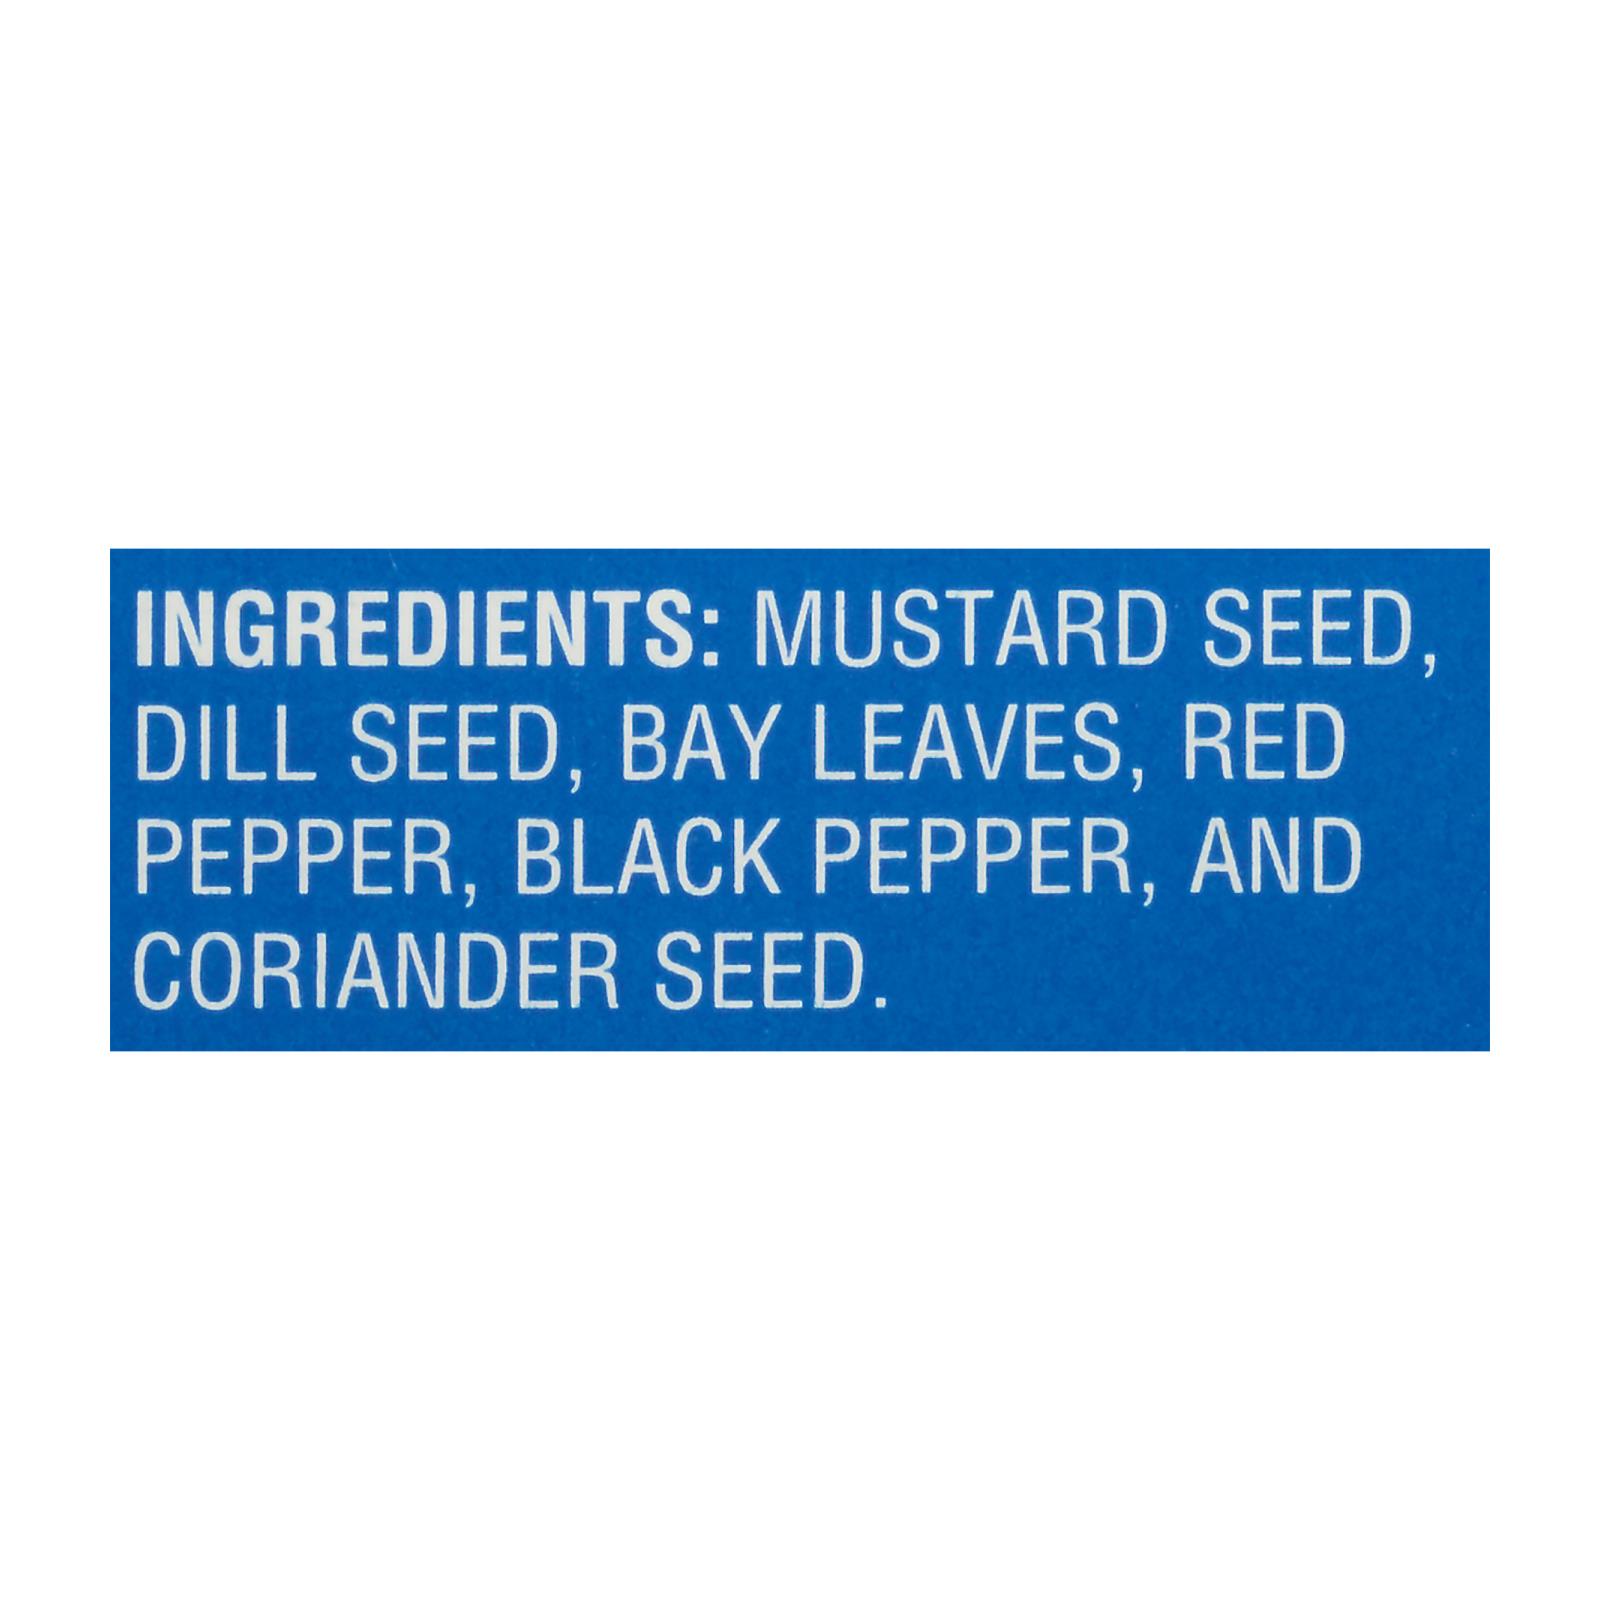 INGREDIENTS: MUSTARD SEED,
DILL SEED, BAY LEAVES, RED
PEPPER, BLACK PEPPER, AND
CORIANDER SEED.